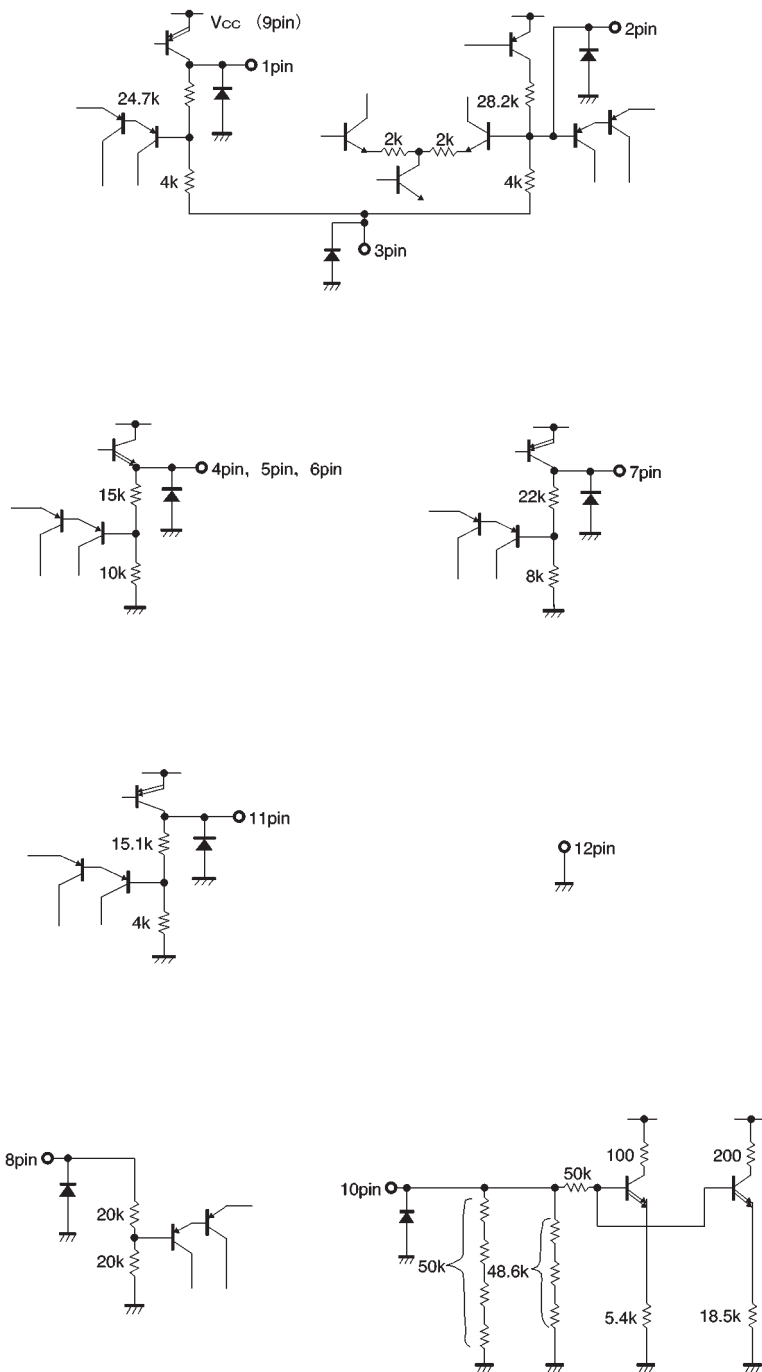 VCC (9pin)
1pin
24.7k
4k
2pin
28.2k
2k
2k
4k
3pin
4pin, 5pin, 6pin
15k
10k
7pin
22k
8k
11pin
15.1k
4k
12pin
8pin
20k
20k
10pin
50k
48.6k
50k
100
200
5.4k
18.5k